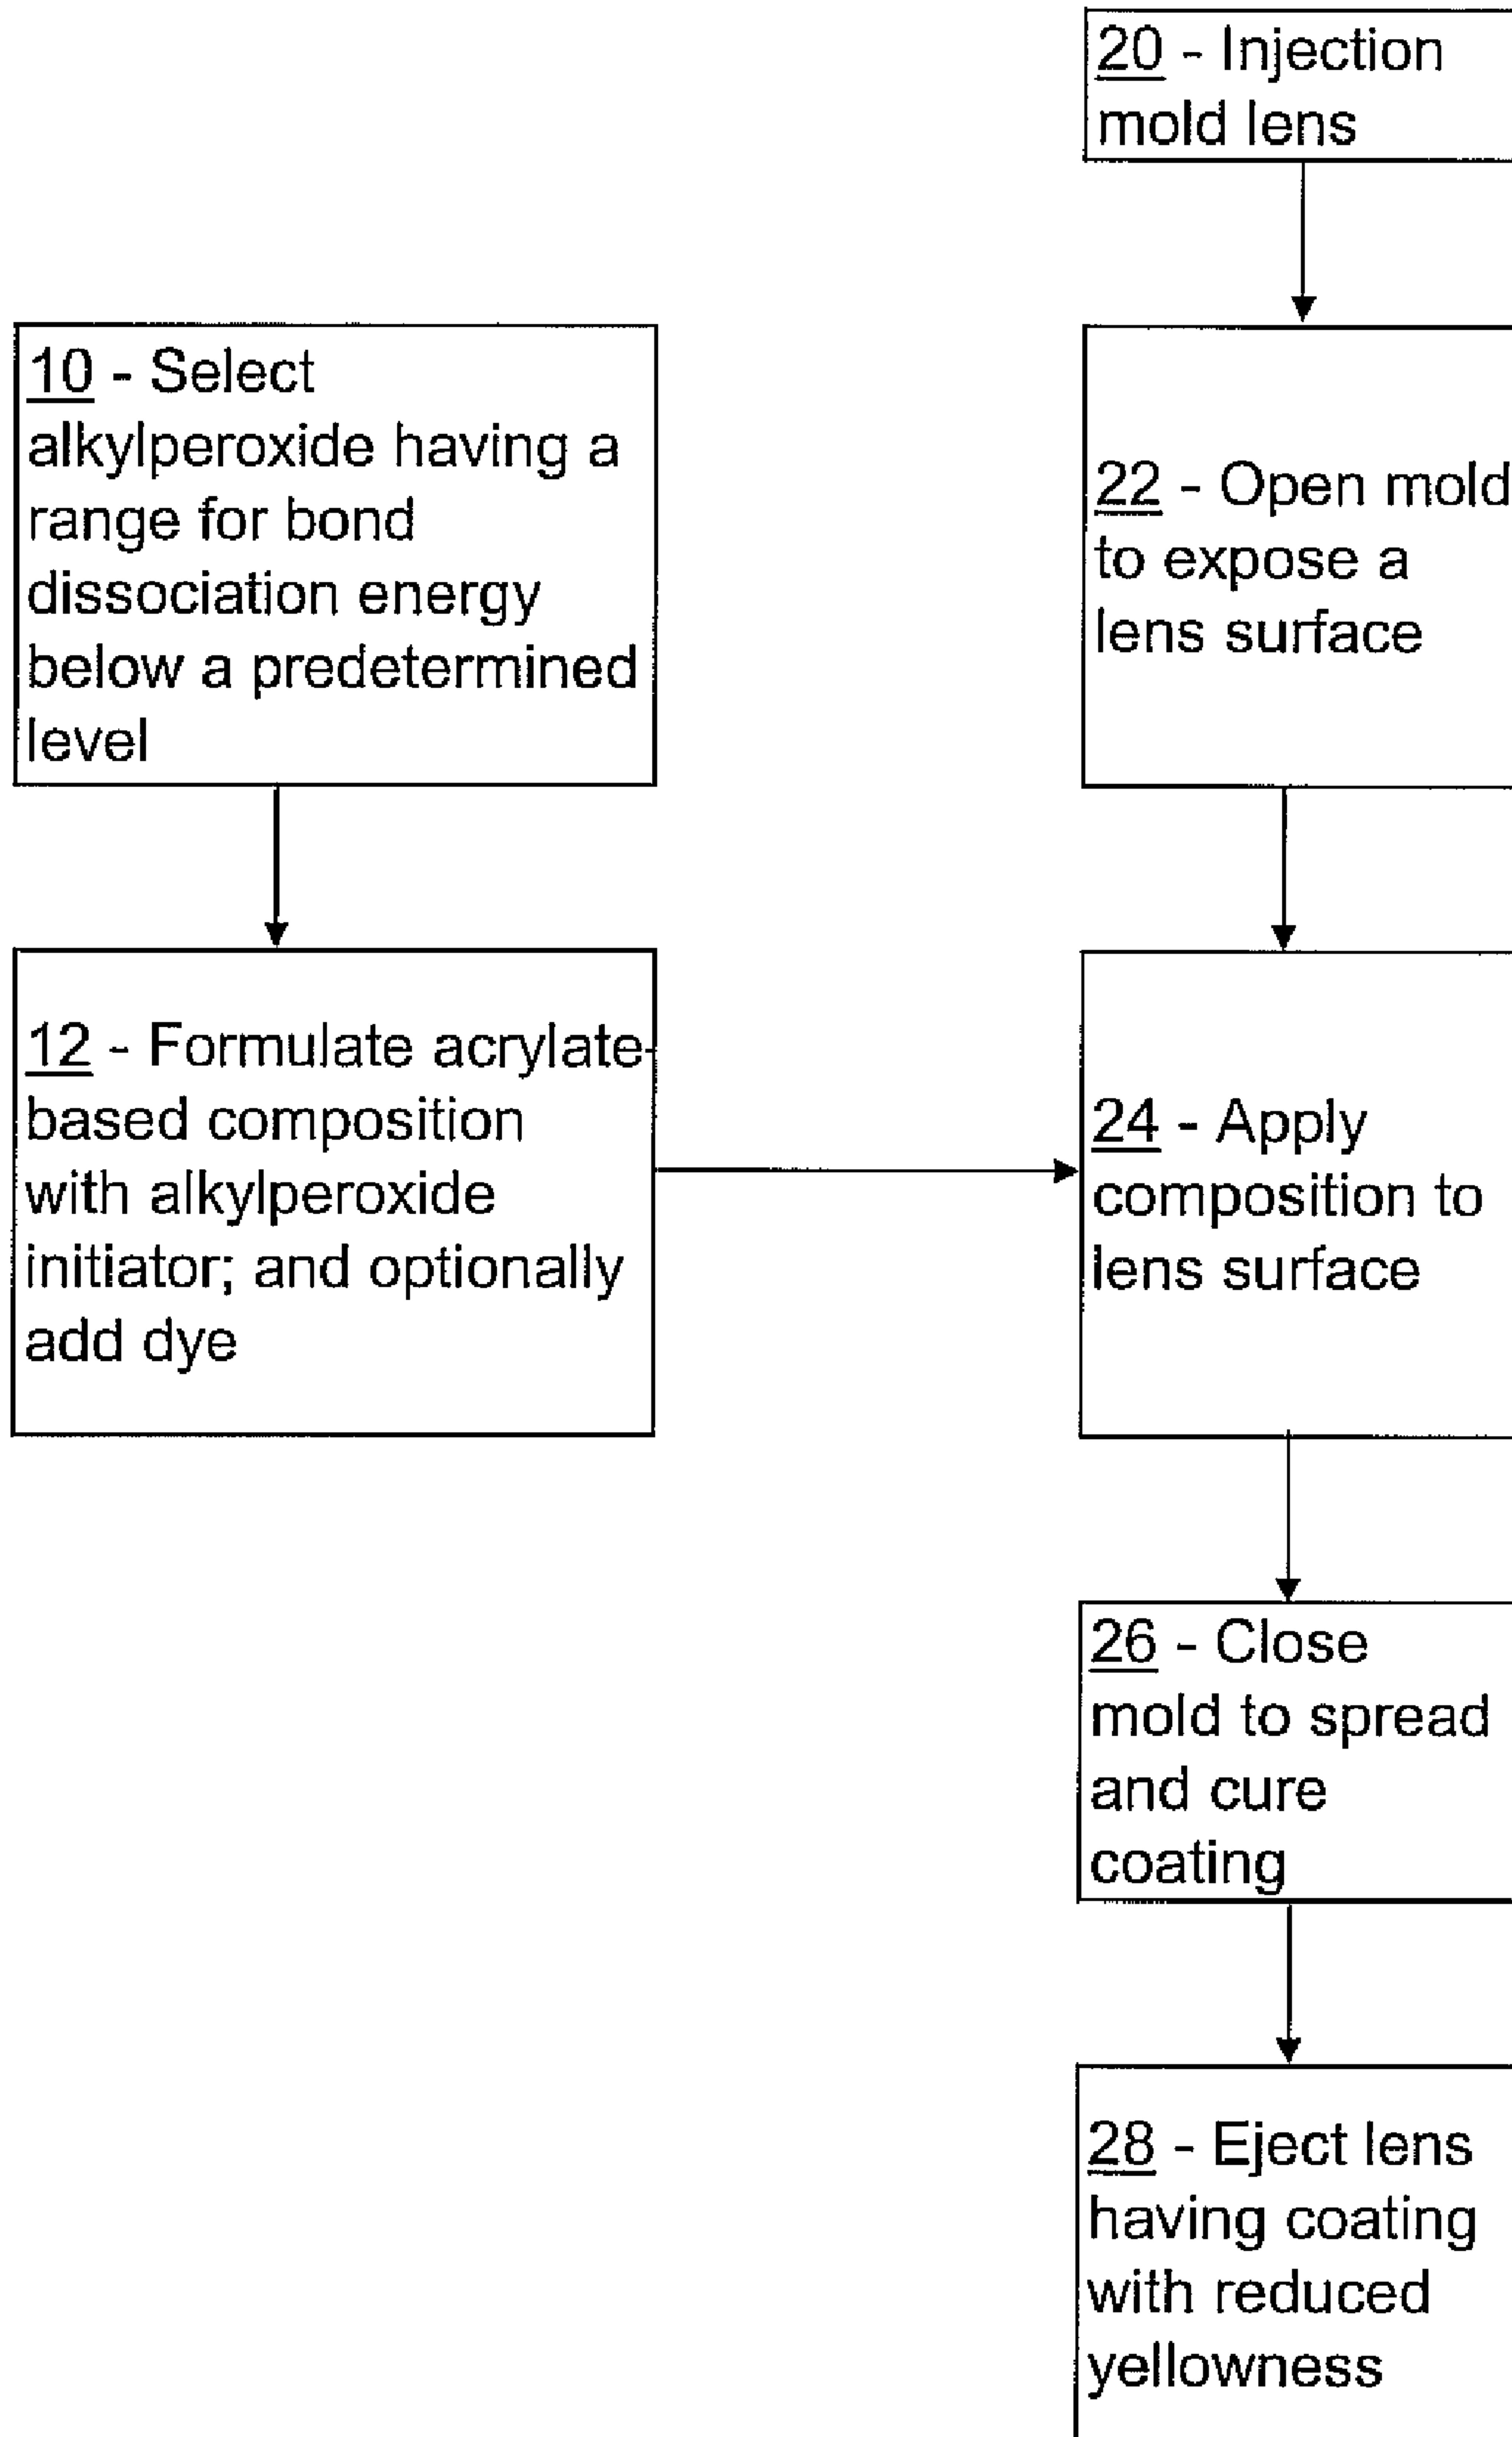 20 - Injection
mold lens
10 - Select
alkylperoxide having a
range for bond
dissociation energy
below a predetermined
level
22 - Open mold
to expose a
lens surface
12 - Formulate acrylate-
based composition
with alkylperoxide
initiator; and optionally
add dye
24 - Apply
composition to
lens surface
26 - Close
mold to spread
and cure
coating
28 - Eject lens
having coating
with reduced
yellowness